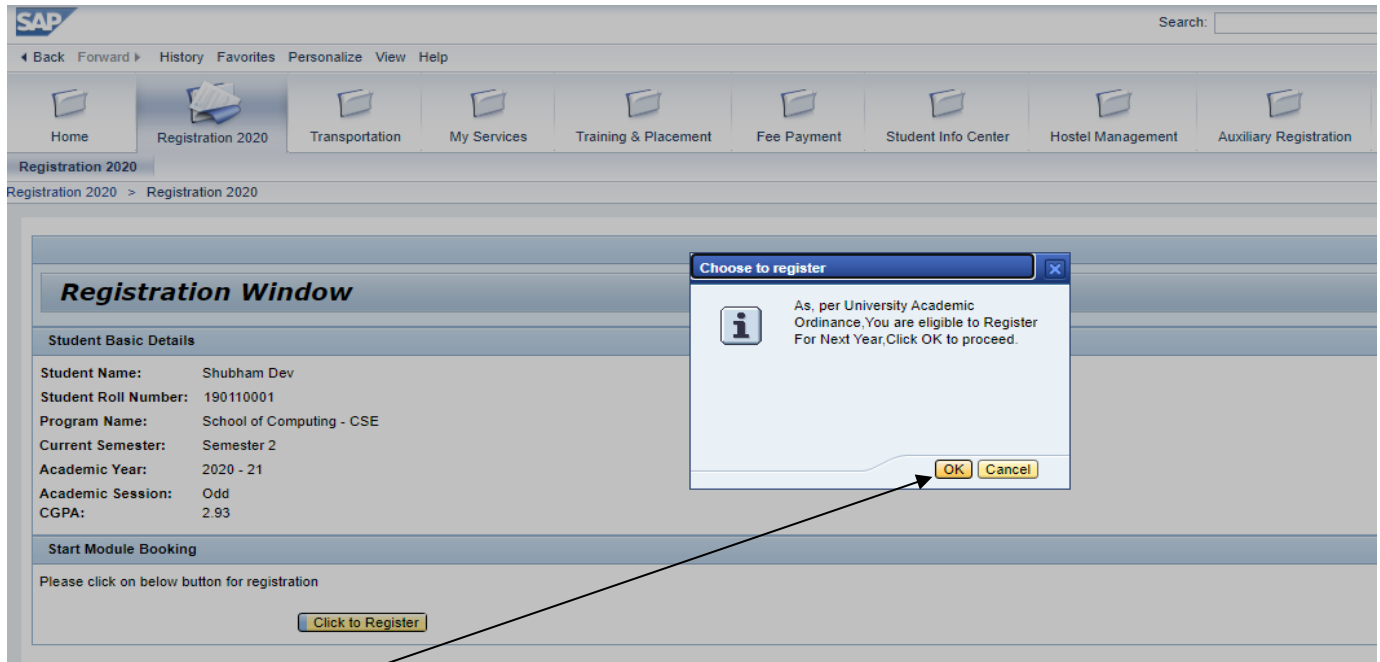 SAP
Search:
Back Forward History Favorites Personalize View Help
Home Registration 2020 Transportation My Services Training & Placement Fee Payment Student Info Center Hostel Management Auxiliary Registration
Registration 2020
Registration 2020 > Registration 2020
Registration Window
Student Basic Details
Student Name: Shubham Dev
Student Roll Number: 190110001
Program Name: School of Computing - CSE
Current Semester: Semester 2
Academic Year: 2020 - 21
Academic Session: Odd
CGPA: 2.93
Start Module Booking
Please click on below button for registration
Click to Register
Choose to register
As, per University Academic
Ordinance,You are eligible to Register
For Next Year,Click OK to proceed.
OK Cancel